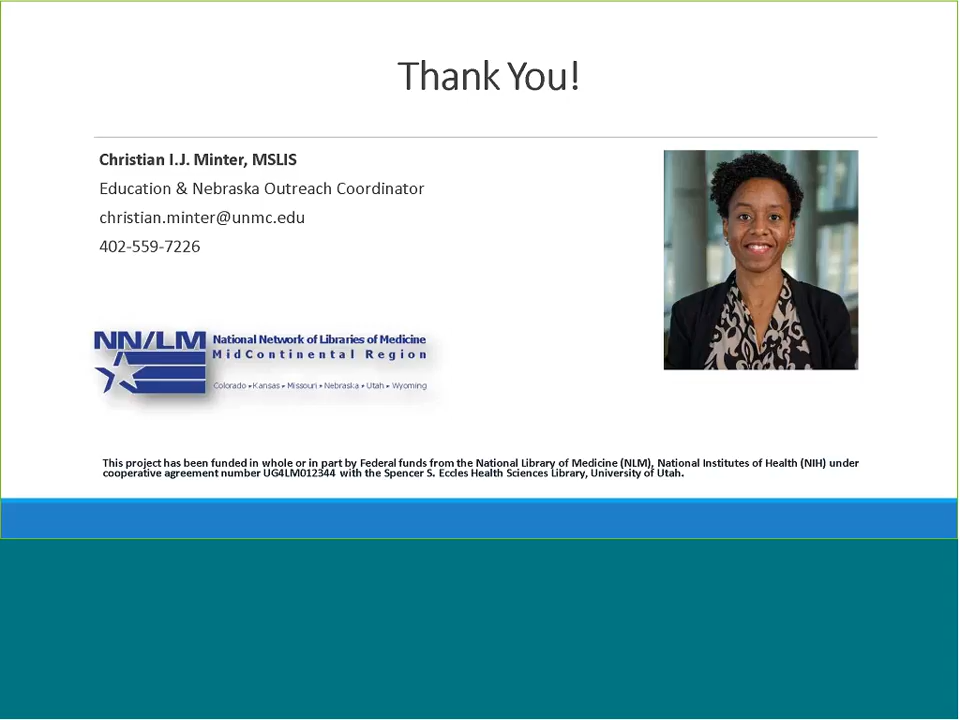 Thank You!
Christian I.J. Minter, MSLIS
Education & Nebraska Outreach Coordinator
christian.minter@unmc.edu
402-559-7226
NN/LM
National Network of Libraries of Medicine
MidContinental Region
Colorado ▸ Kansas ▸ Missouri ▸ Nebraska ▸ Utah ▸ Wyoming
This project has been funded in whole or in part by Federal funds from the National Library of Medicine (NLM), National Institutes of Health (NIH) under
cooperative agreement number UG4LM012344 with the Spencer S. Eccles Health Sciences Library, University of Utah.